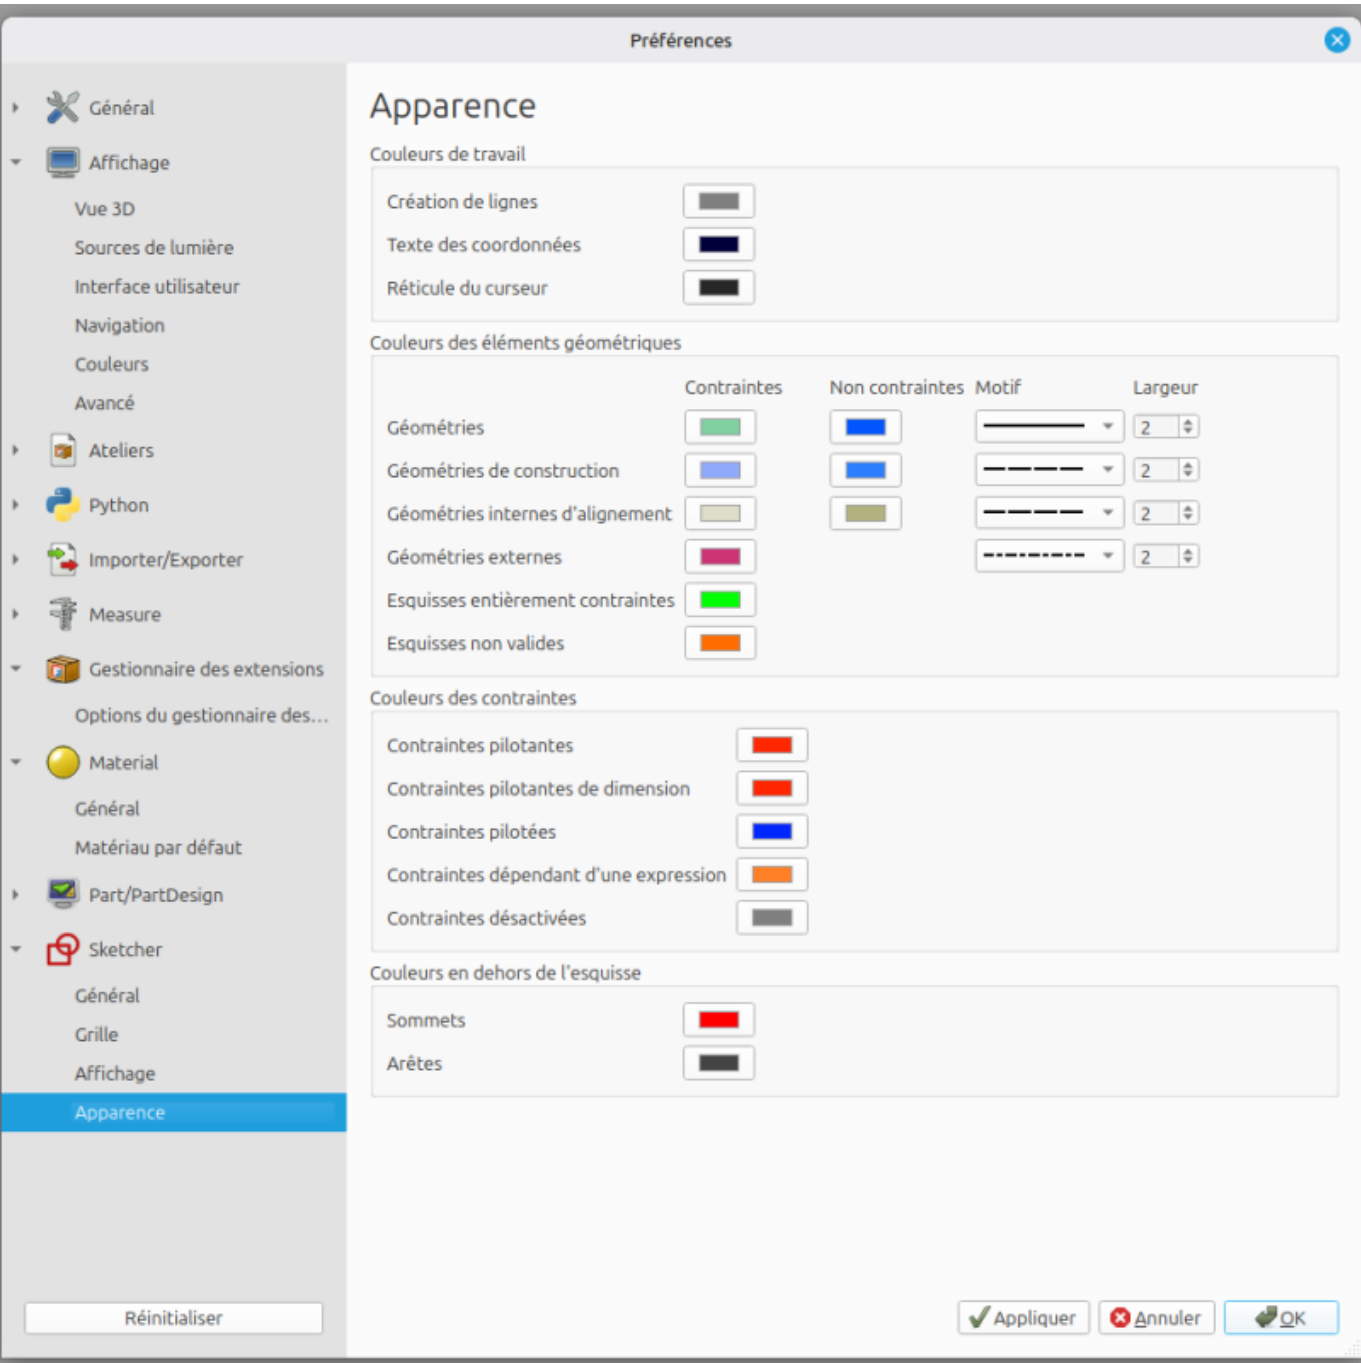 Préférences
Général
Affichage
Vue 3D
Sources de lumière
Interface utilisateur
Navigation
Couleurs
Avancé
Ateliers
Python
Importer/Exporter
Measure
Gestionnaire des extensions
Options du gestionnaire des...
Material
Général
Matériau par défaut
Part/PartDesign
Sketcher
Général
Grille
Affichage
Apparence
Réinitialiser
Apparence
Couleurs de travail
Création de lignes
Texte des coordonnées
Réticule du curseur
Couleurs des éléments géométriques
Contraintes Non contraintes Motif Largeur
Géométries 2
Géométries de construction 2
Géométries internes d'alignement 2
Géométries externes 2
Esquisses entièrement contraintes
Esquisses non valides
Couleurs des contraintes
Contraintes pilotantes
Contraintes pilotantes de dimension
Contraintes pilotées
Contraintes dépendant d'une expression
Contraintes désactivées
Couleurs en dehors de l'esquisse
Sommets
Arêtes
Appliquer Annuler OK